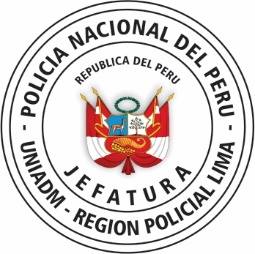 · POLICIA NACIONAL DEL PERU ·
UNIADM - REGION POLICIAL LIMA
REPUBLICA DEL PERU
JEFATURA